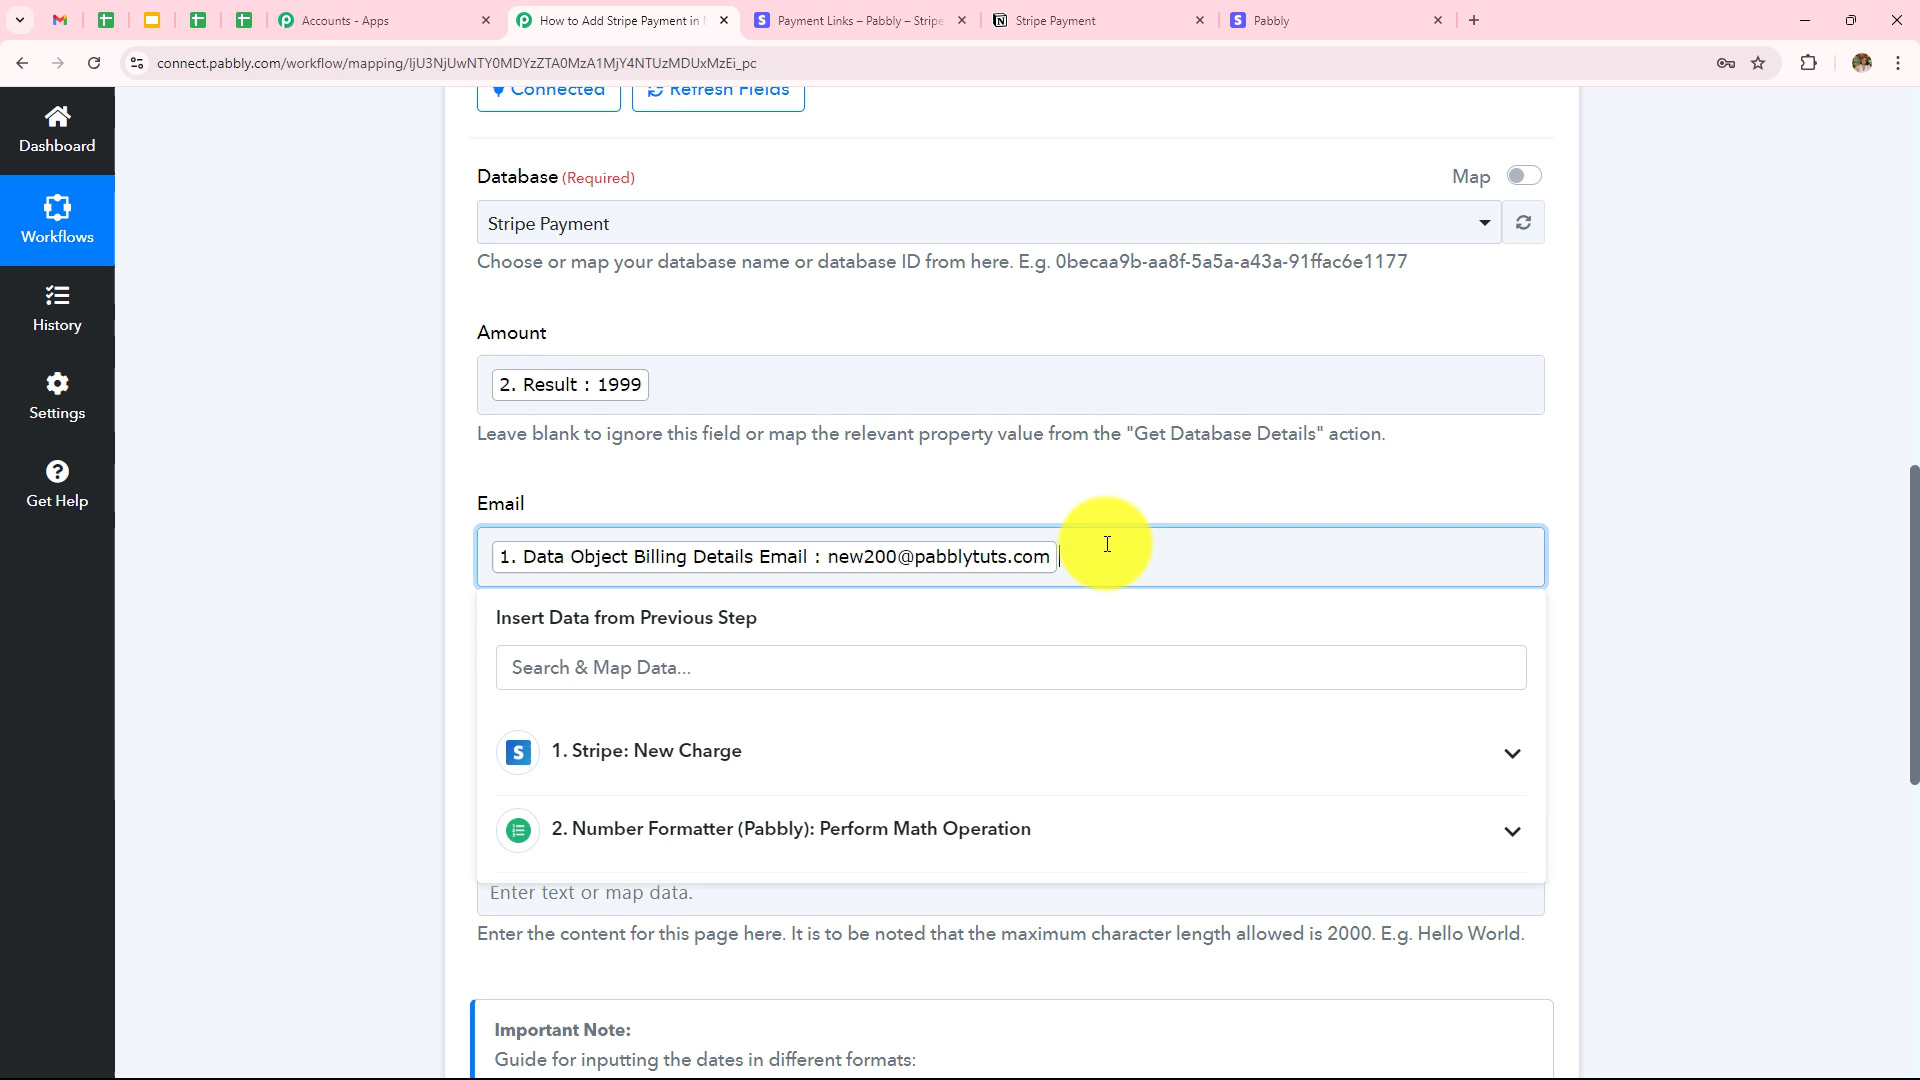 Accounts - Apps
How to Add Stripe Payment in
Payment Links – Pabbly – Stripe
Stripe Payment
Pabbly
connect.pabbly.com/workflow/mapping/IjU3NjUwNTY0MDYzZTA0MzA1MjY4NTUzMDUxMzEi_pc
Dashboard
Workflows
History
Settings
Get Help
Connected
Refresh Fields
Database (Required)
Map
Stripe Payment
Choose or map your database name or database ID from here. E.g. 0becaa9b-aa8f-5a5a-a43a-91ffac6e1177
Amount
2. Result : 1999
Leave blank to ignore this field or map the relevant property value from the "Get Database Details" action.
Email
1. Data Object Billing Details Email : new200@pabblytuts.com
Insert Data from Previous Step
Search & Map Data...
1. Stripe: New Charge
2. Number Formatter (Pabbly): Perform Math Operation
Enter text or map data.
Enter the content for this page here. It is to be noted that the maximum character length allowed is 2000. E.g. Hello World.
Important Note:
Guide for inputting the dates in different formats: